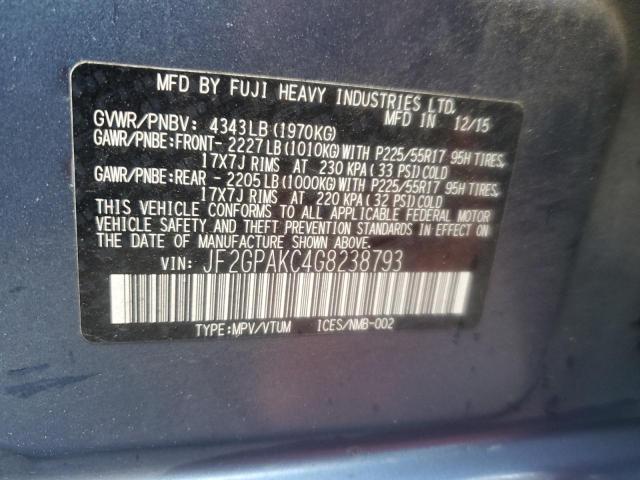 MFD BY FUJI HEAVY INDUSTRIES LTD.
MFD IN 12/15
GVWR/PNBV: 4343LB(1970KG)
GAWR/PNBE:FRONT-2227LB(1010KG)WITH P225/55R17 95H TIRES,
17X7J RIMS AT 230 KPA(33 PSI)COLD
GAWR/PNBE:REAR -2205LB(1000KG)WITH P225/55R17 95H TIRES,
17X7J RIMS AT 220 KPA(32 PSI)COLD
THIS VEHICLE CONFORMS TO ALL APPLICABLE FEDERAL MOTOR
VEHICLE SAFETY AND THEFT PREVENTION STANDARDS IN EFFECT ON
THE DATE OF MANUFACTURE SHOWN ABOVE.
VIN: JF2GPAKC4G8238793
TYPE:MPV/VTUM ICES/NMB-002